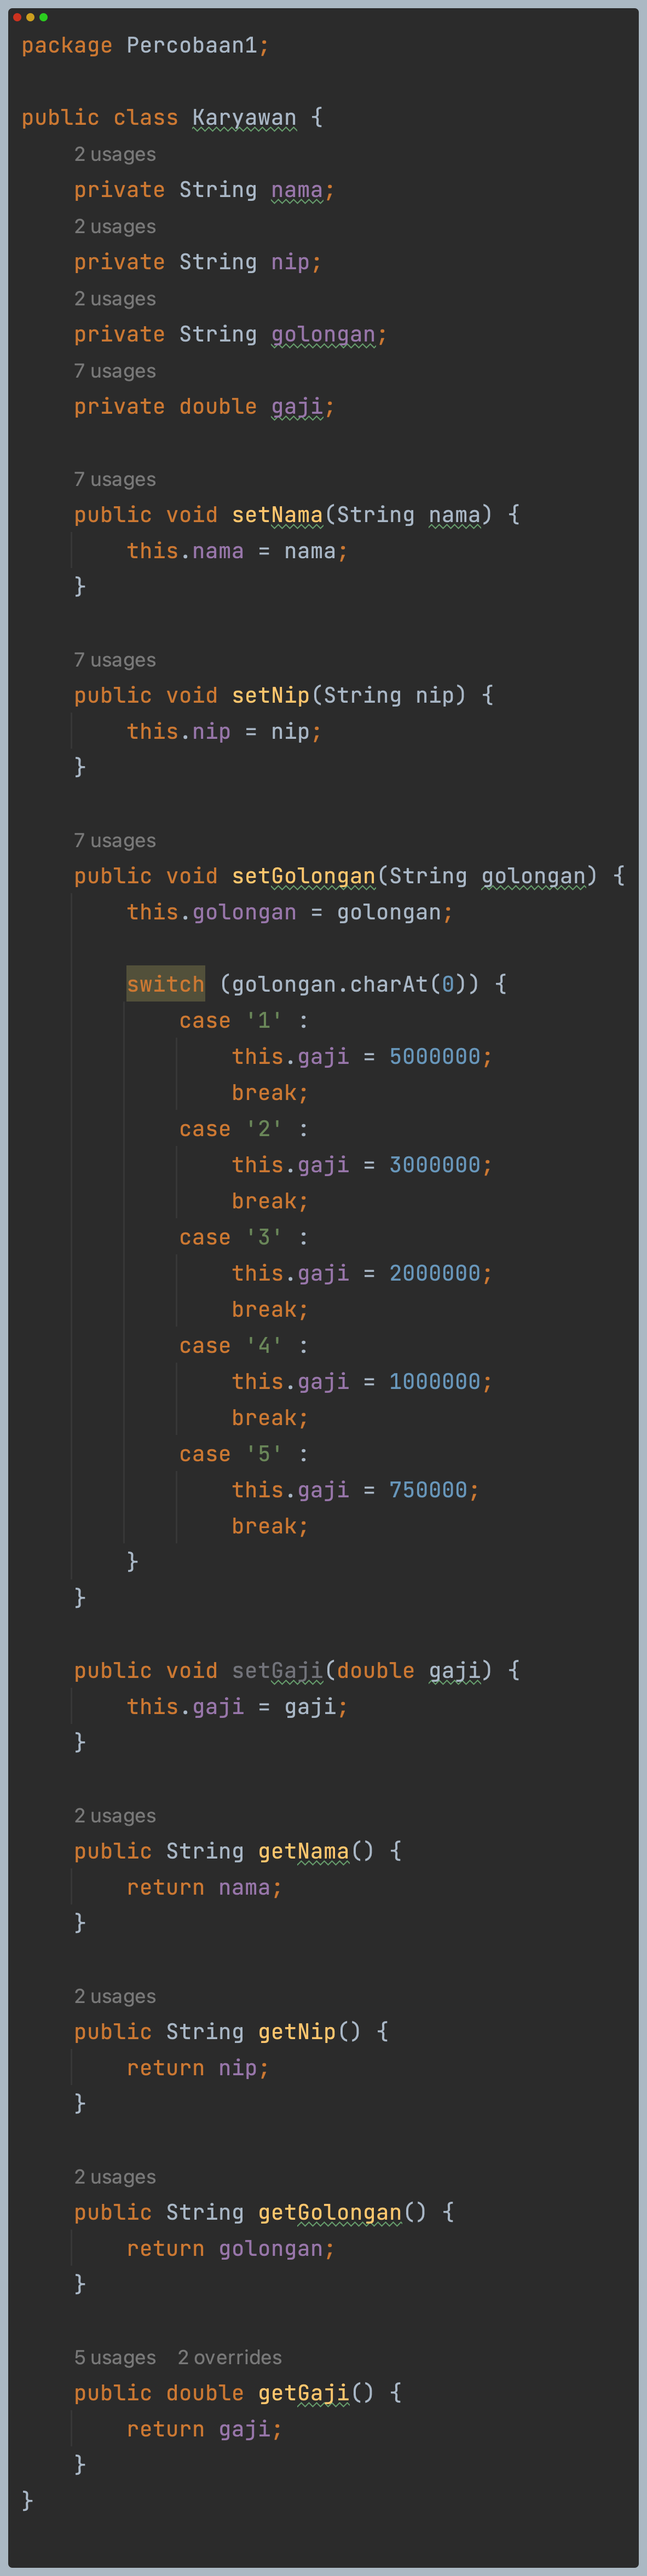 package Percobaan1;
public class Karyawan {
2 usages
private String nama;
2 usages
private String nip;
2 usages
private String golongan;
7 usages
private double gaji;
7 usages
public void setNama(String nama) {
this.nama = nama;
}
7 usages
public void setNip(String nip) {
this.nip = nip;
}
7 usages
public void setGolongan(String golongan) {
this.golongan = golongan;
switch (golongan.charAt(0)) {
case '1' :
this.gaji = 5000000;
break;
case '2' :
this.gaji = 3000000;
break;
case '3' :
this.gaji = 2000000;
break;
case '4' :
this.gaji = 1000000;
break;
case '5' :
this.gaji = 750000;
break;
}
}
public void setGaji(double gaji) {
this.gaji = gaji;
}
2 usages
public String getNama() {
return nama;
}
2 usages
public String getNip() {
return nip;
}
2 usages
public String getGolongan() {
return golongan;
}
5 usages 2 overrides
public double getGaji() {
return gaji;
}
}